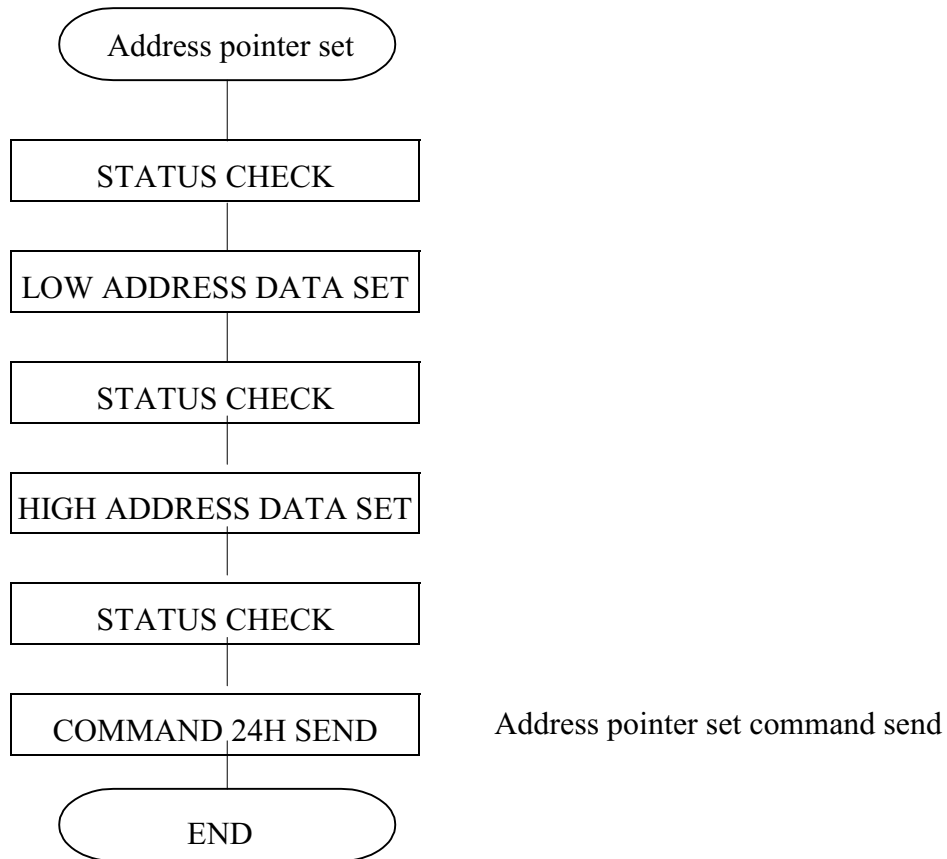 Address pointer set
STATUS CHECK
LOW ADDRESS DATA SET
STATUS CHECK
HIGH ADDRESS DATA SET
STATUS CHECK
COMMAND 24H SEND
Address pointer set command send
END